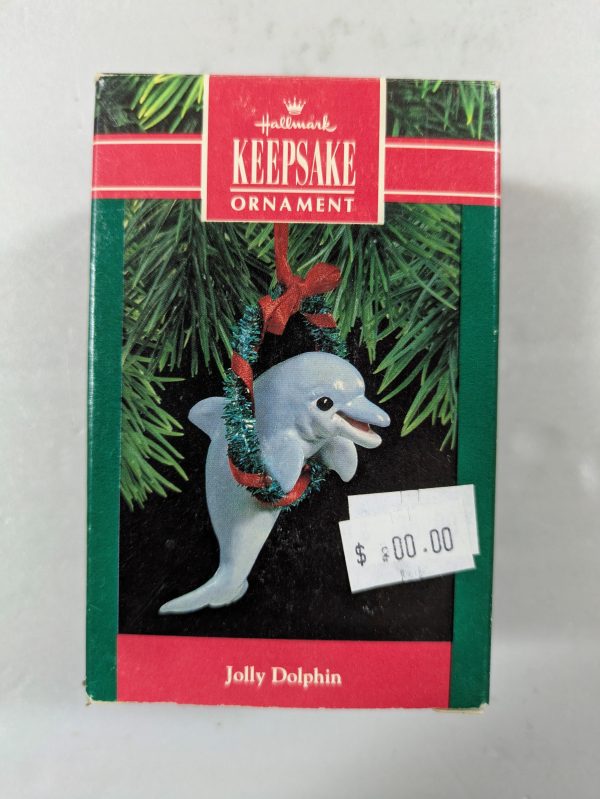 Hallmark
KEEPSAKE
ORNAMENT
$ 00.00
Jolly Dolphin